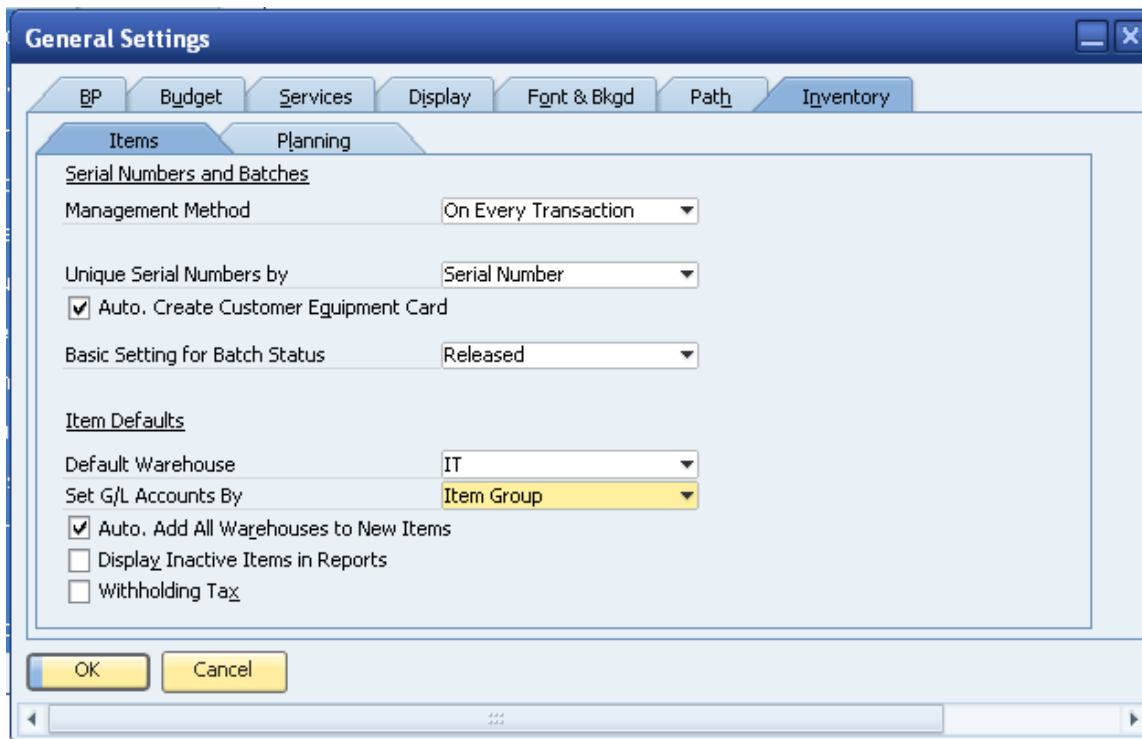 General Settings
BP Budget Services Display Font & Bkgd Path Inventory
Items Planning
Serial Numbers and Batches
Management Method On Every Transaction
Unique Serial Numbers by Serial Number
Auto. Create Customer Equipment Card
Basic Setting for Batch Status Released
Item Defaults
Default Warehouse IT
Set G/L Accounts By Item Group
Auto. Add All Warehouses to New Items
Display Inactive Items in Reports
Withholding Tax
OK Cancel